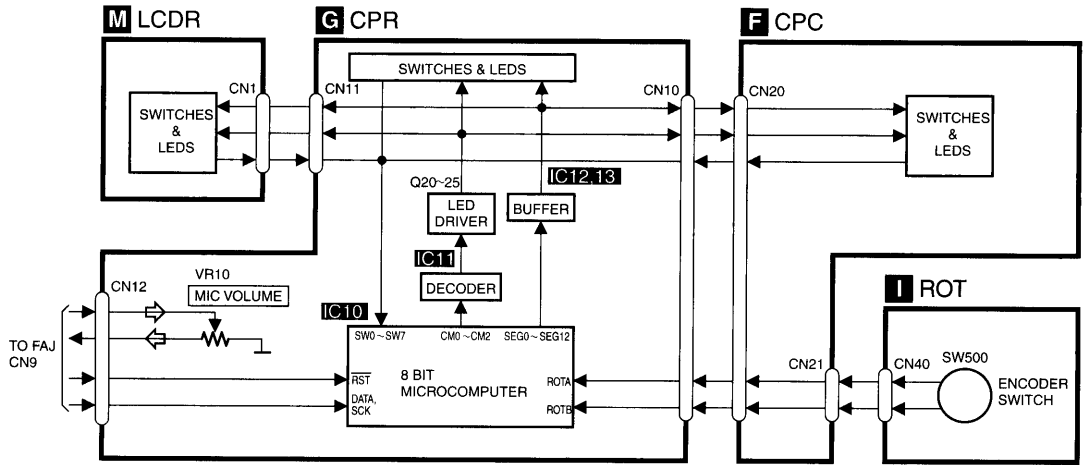 M LCDR
G CPR
F CPC
SWITCHES & LEDS
CN1
CN11
CN10
CN20
SWITCHES
&
LEDS
SWITCHES
&
LEDS
IC12,13
Q20~25
LED
DRIVER
BUFFER
IC11
DECODER
CN12
VR10
MIC VOLUME
I ROT
IC10
SW0~SW7
CM0~CM2
SEG0~SEG12
TO FAJ
CN9
RST
8 BIT
MICROCOMPUTER
DATA,
SCK
ROTA
ROTB
CN21
CN40
SW500
ENCODER
SWITCH